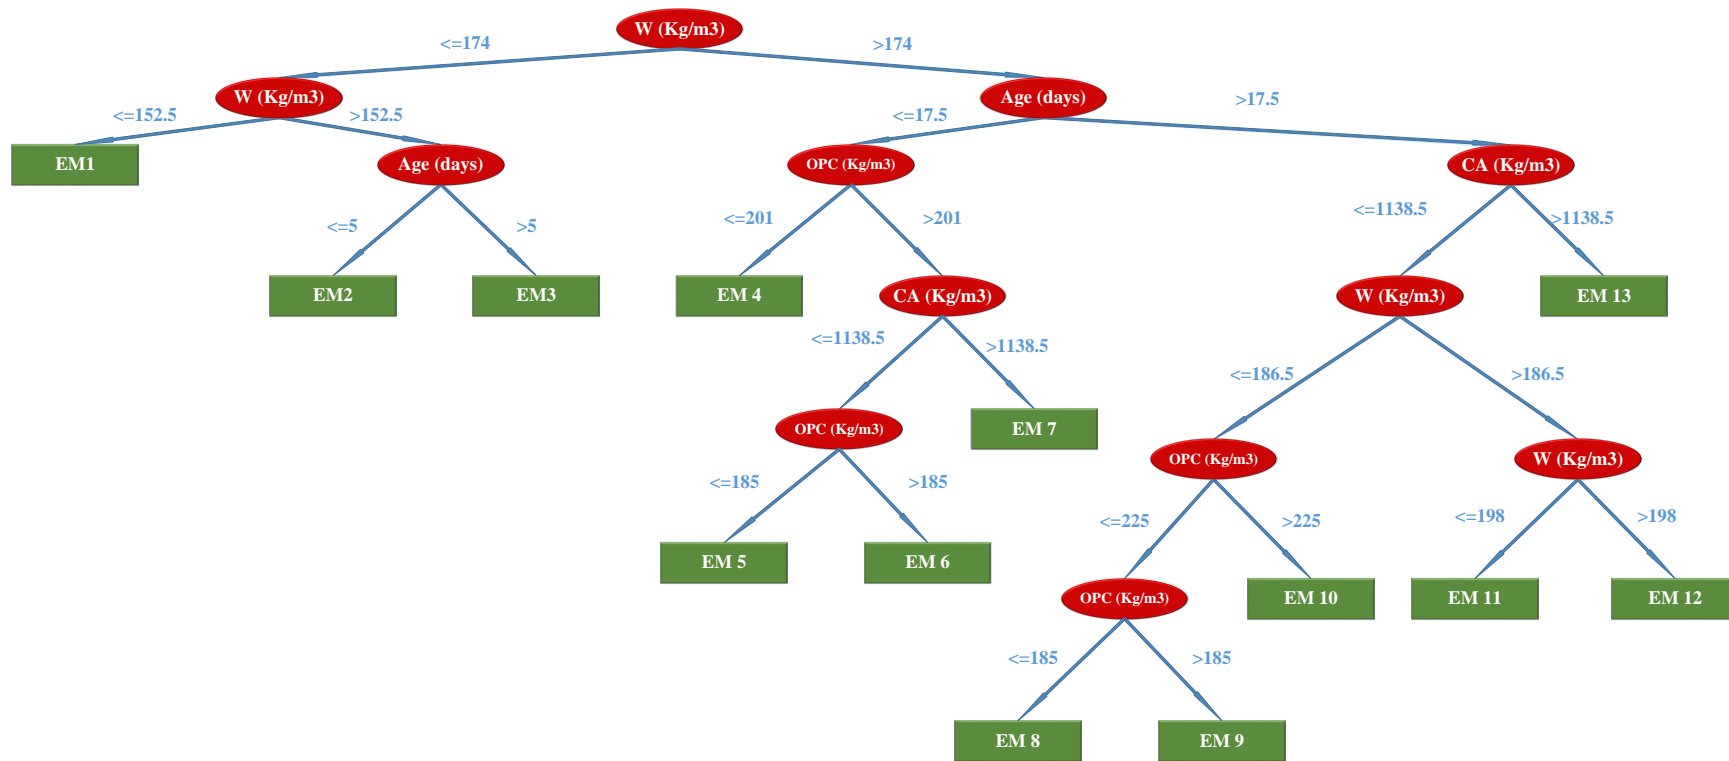 W (Kg/m3)
<=174
>174
W (Kg/m3)
Age (days)
<=152.5
>152.5
<=17.5
>17.5
EM1
Age (days)
OPC (Kg/m3)
CA (Kg/m3)
<=5
>5
<=201
>201
<=1138.5
>1138.5
EM2
EM3
EM 4
CA (Kg/m3)
W (Kg/m3)
EM 13
<=1138.5
>1138.5
<=186.5
>186.5
OPC (Kg/m3)
EM 7
OPC (Kg/m3)
W (Kg/m3)
<=185
>185
<=225
>225
<=198
>198
EM 5
EM 6
OPC (Kg/m3)
EM 10
EM 11
EM 12
<=185
>185
EM 8
EM 9